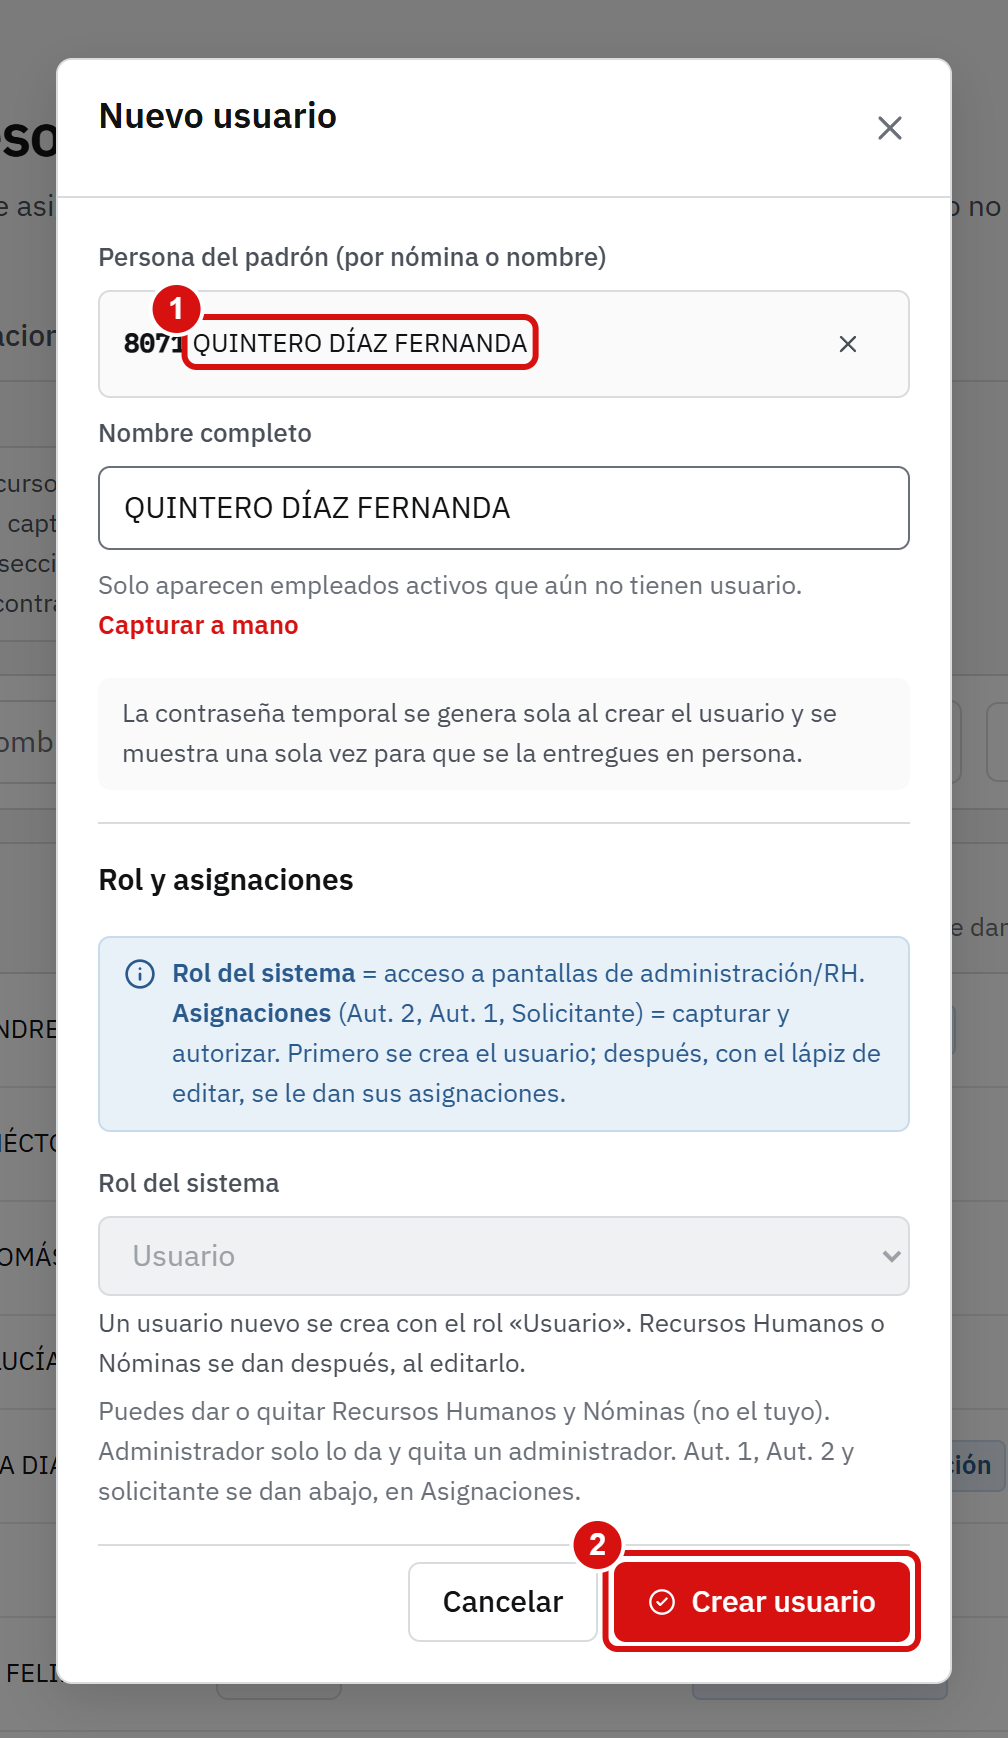 Nuevo usuario
Persona del padrón (por nómina o nombre)
1
8071 QUINTERO DÍAZ FERNANDA
Nombre completo
QUINTERO DÍAZ FERNANDA
Solo aparecen empleados activos que aún no tienen usuario.
Capturar a mano
La contraseña temporal se genera sola al crear el usuario y se
muestra una sola vez para que se la entregues en persona.
Rol y asignaciones
Rol del sistema = acceso a pantallas de administración/RH.
Asignaciones (Aut. 2, Aut. 1, Solicitante) = capturar y
autorizar. Primero se crea el usuario; después, con el lápiz de
editar, se le dan sus asignaciones.
Rol del sistema
Usuario
Un usuario nuevo se crea con el rol «Usuario». Recursos Humanos o
Nóminas se dan después, al editarlo.
Puedes dar o quitar Recursos Humanos y Nóminas (no el tuyo).
Administrador solo lo da y quita un administrador. Aut. 1, Aut. 2 y
solicitante se dan abajo, en Asignaciones.
2
Cancelar
Crear usuario